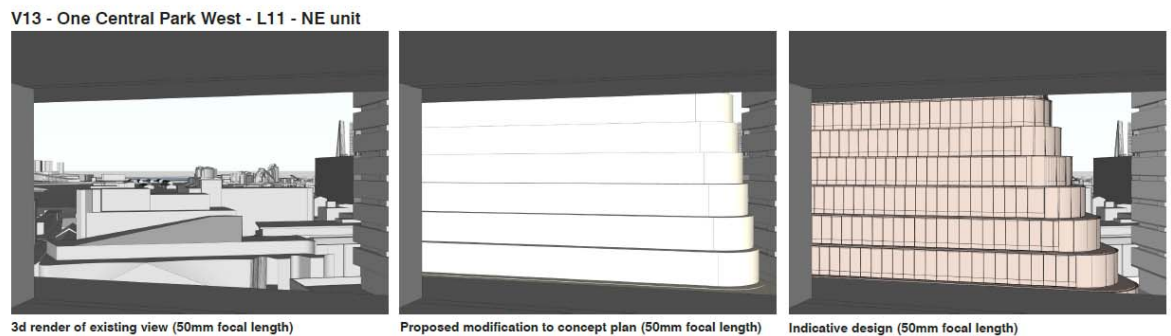 V13 - One Central Park West - L11 - NE unit
3d render of existing view (50mm focal length)
Proposed modification to concept plan (50mm focal length)
Indicative design (50mm focal length)